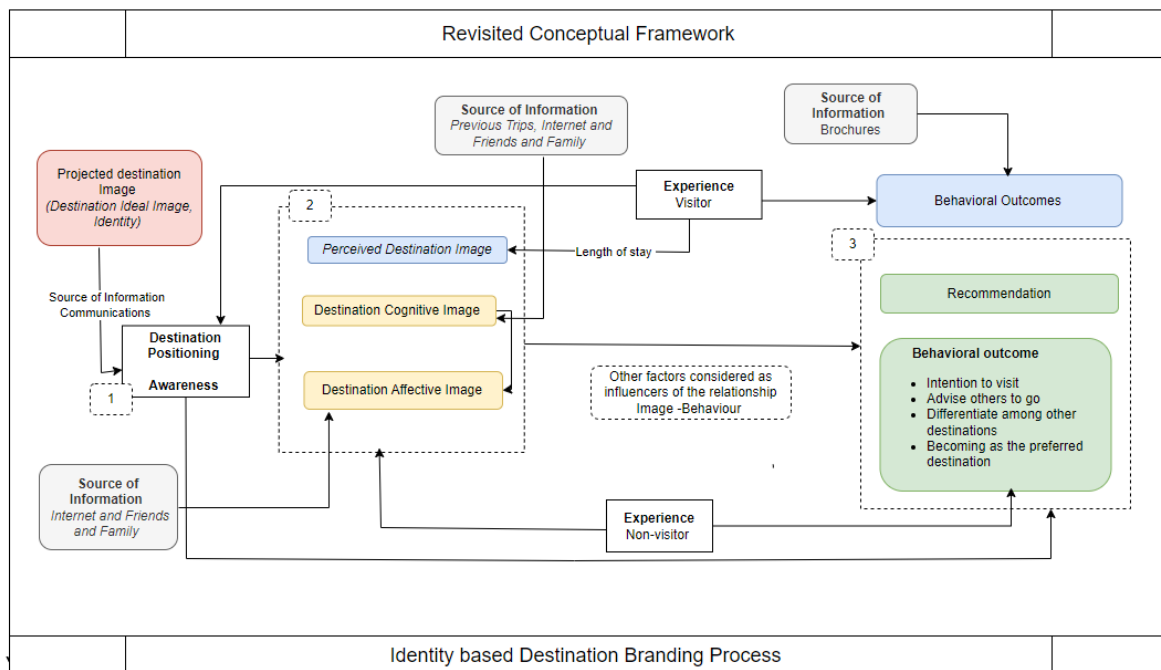 Revisited Conceptual Framework
Source of Information
Previous Trips, Internet and
Friends and Family
Source of
Information
Brochures
Projected destination
Image
(Destination Ideal Image,
Identity)
Experience
Visitor
Behavioral Outcomes
2
Perceived Destination Image
Length of stay
3
Source of Information
Communications
Destination Cognitive Image
Recommendation
Destination
Positioning
Awareness
1
Destination Affective Image
Other factors considered as
influencers of the relationship
Image -Behaviour
Behavioral outcome
• Intention to visit
• Advise others to go
• Differentiate among other
destinations
• Becoming as the preferred
destination
Source of
Information
Internet and Friends
and Family
Experience
Non-visitor
Identity based Destination Branding Process